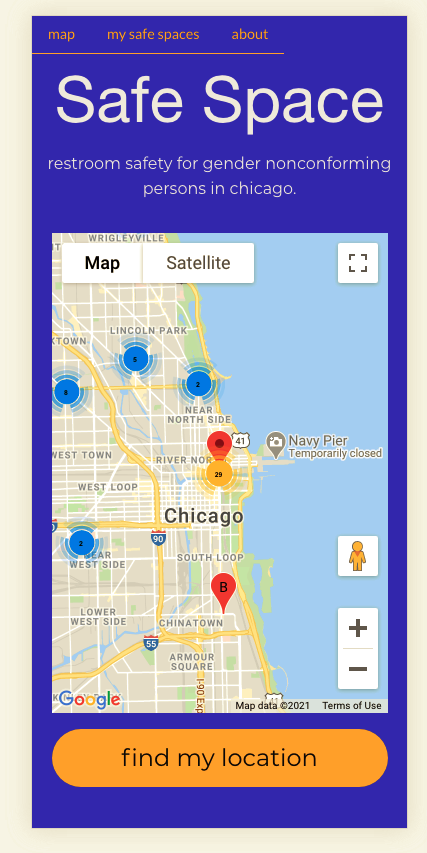 map my safe spaces about
Safe Space
restroom safety for gender nonconforming
persons in chicago.
WRIGLEYVILLE
Map Satellite
LINCOLN PARK
KTOWN
5
2
8
NEAR
NORTH SIDE
41
Navy Pier
Temporarily closed
WEST TOWN
RIVER NOR
29
WEST LOOP
Chicago
90
2
NEAR
WEST SIDE
SOUTH LOOP
B
LOWER
WEST SIDE
CHINATOWN
55
ARMOUR
SQUARE
I-90 Exp
41
Google
Map data ©2021 Terms of Use
find my location